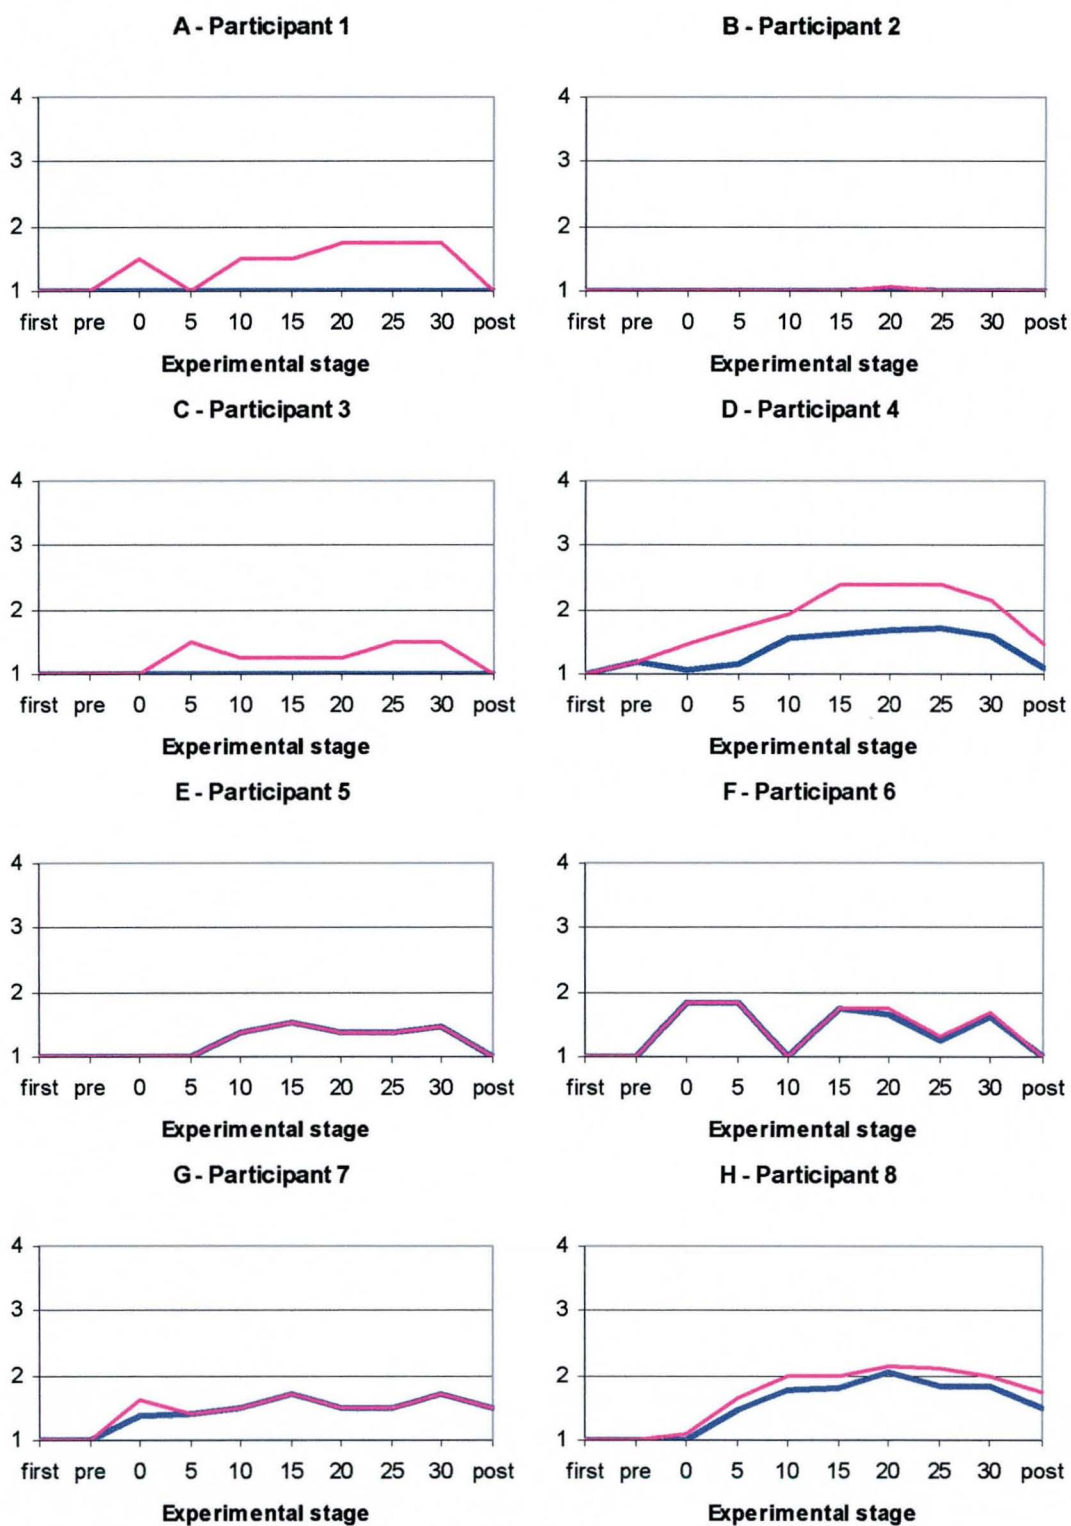 A - Participant 1
4
3
2
1
first pre 0 5 10 15 20 25 30 post
Experimental stage
B - Participant 2
4
3
2
1
first pre 0 5 10 15 20 25 30 post
Experimental stage
C - Participant 3
4
3
2
1
first pre 0 5 10 15 20 25 30 post
Experimental stage
D - Participant 4
4
3
2
1
first pre 0 5 10 15 20 25 30 post
Experimental stage
E - Participant 5
4
3
2
1
first pre 0 5 10 15 20 25 30 post
Experimental stage
F - Participant 6
4
3
2
1
first pre 0 5 10 15 20 25 30 post
Experimental stage
G - Participant 7
4
3
2
1
first pre 0 5 10 15 20 25 30 post
Experimental stage
H - Participant 8
4
3
2
1
first pre 0 5 10 15 20 25 30 post
Experimental stage